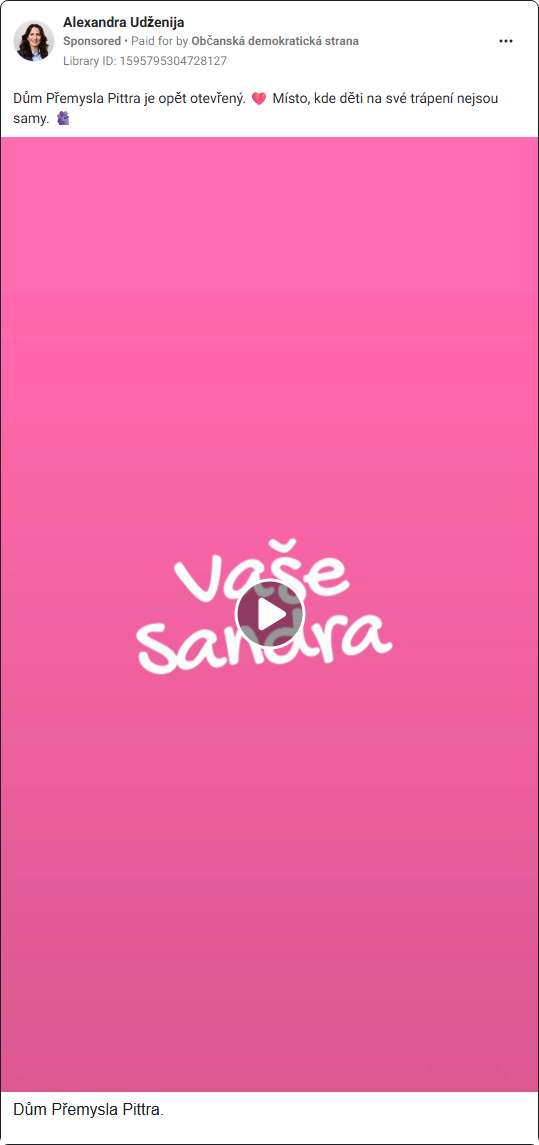 Alexandra Udženija
Sponsored • Paid for by Občanská demokratická strana
Library ID: 1595795304728127
Dům Přemysla Pittra je opět otevřený. 💗 Místo, kde děti na své trápení nejsou
samy. 🫂
Vaše
Sandra
Dům Přemysla Pittra.